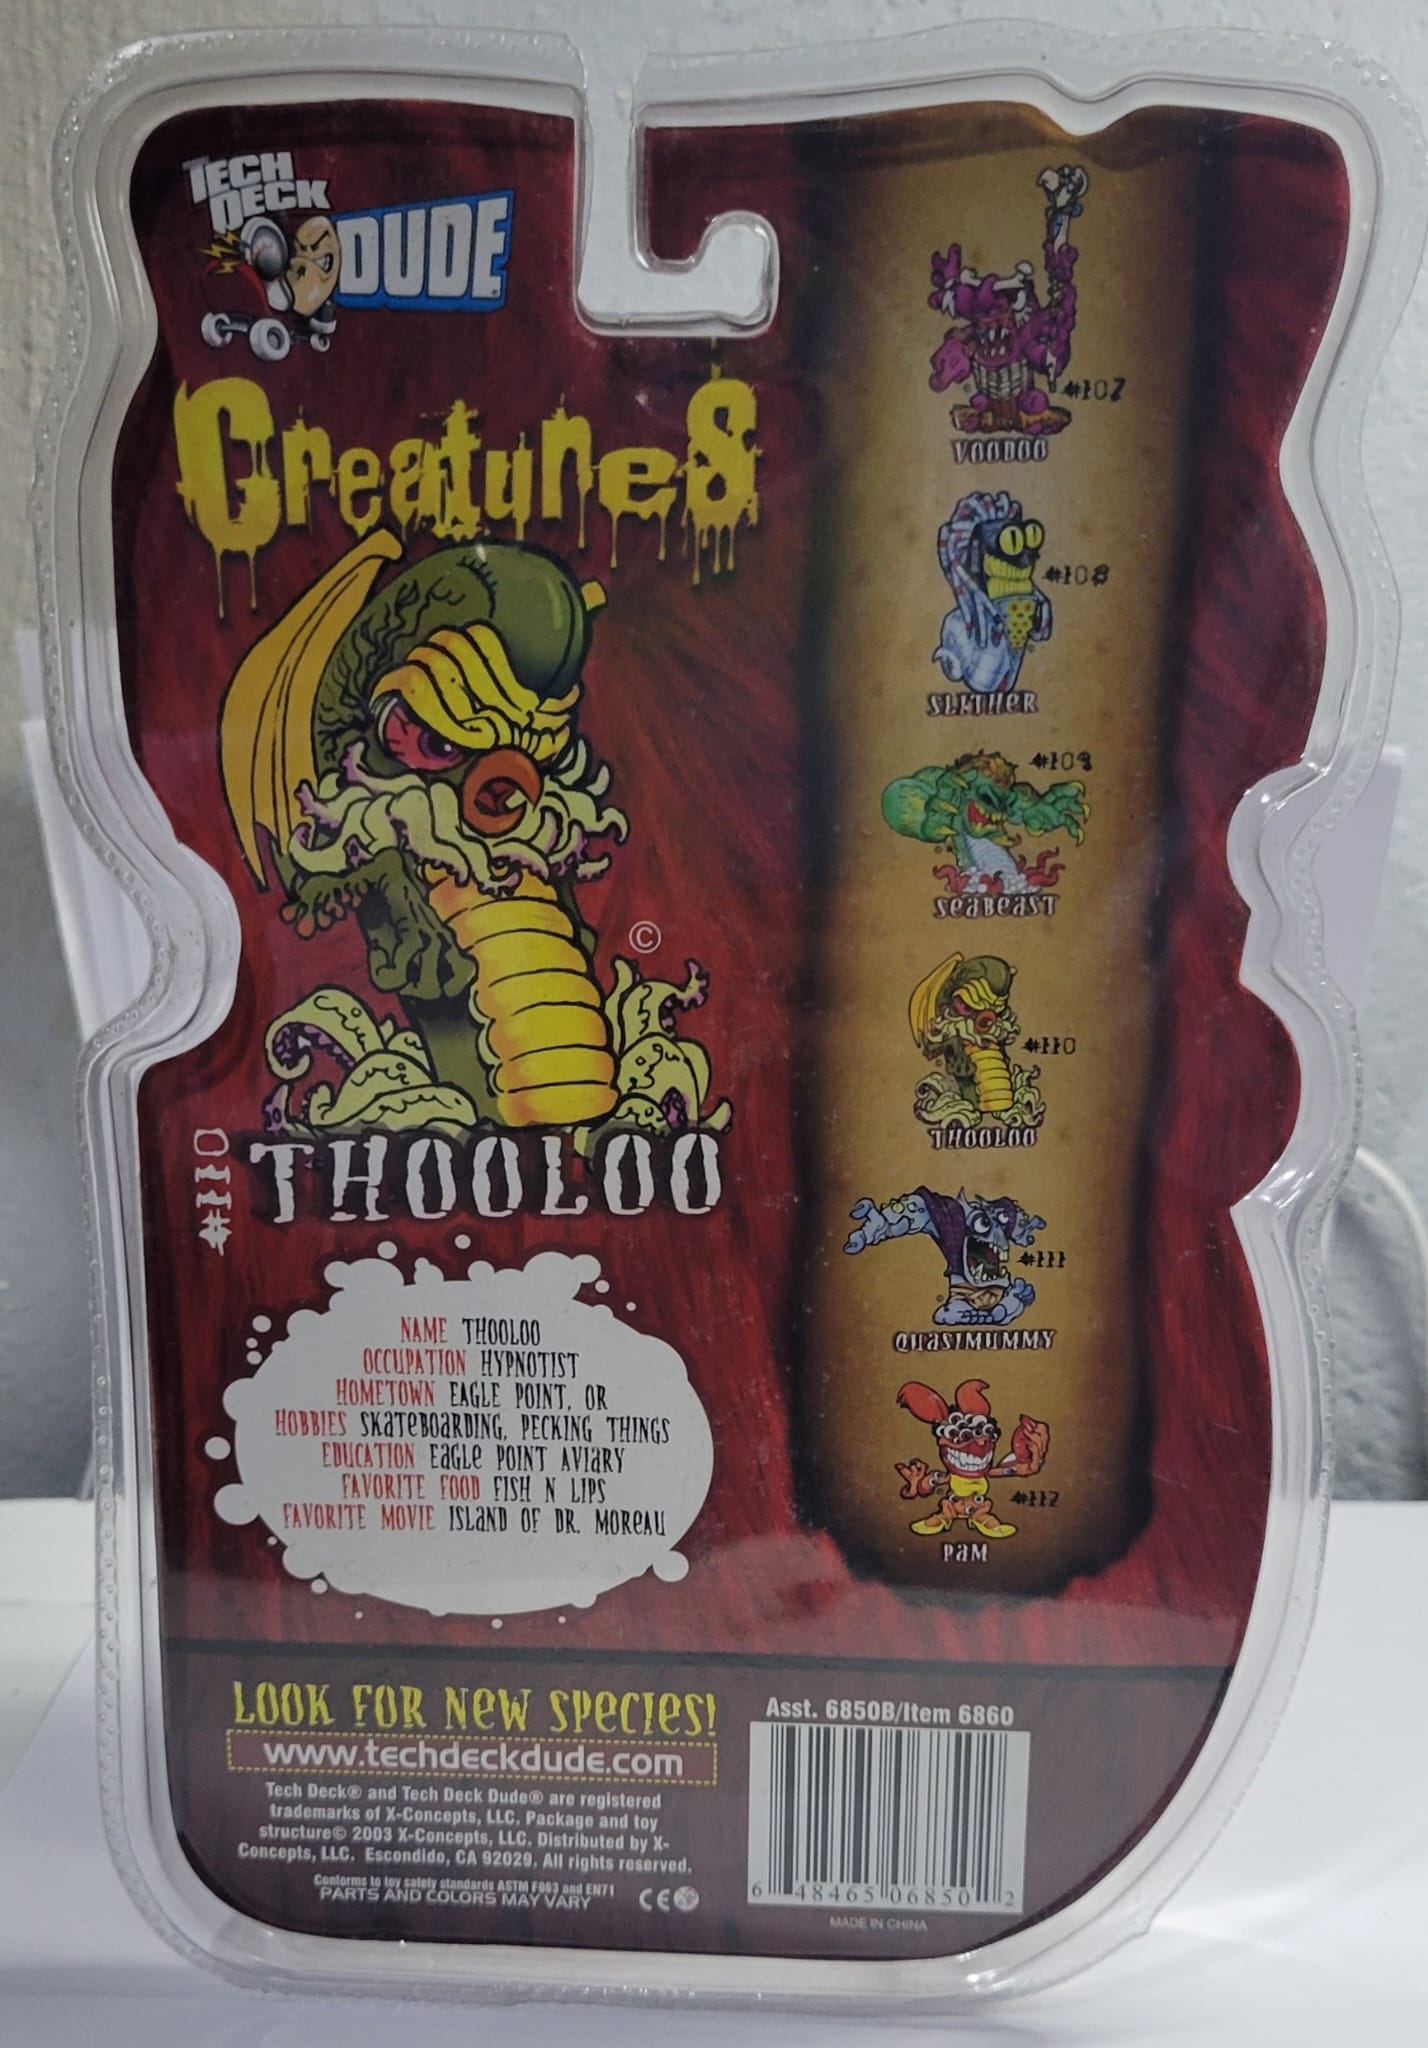 TECH
DECK
DUDE
Creatures
©
#110
THOOLOO
NAME THOOLOO
OCCUPATION HYPNOTIST
HOMETOWN EAGLE POINT, OR
HOBBIES SKATEBOARDING, PECKING THINGS
EDUCATION EAGLE POINT AVIARY
FAVORITE FOOD FISH N LIPS
FAVORITE MOVIE ISLAND OF DR. MOREAU
#107
VOODOO
#108
SLITHER
#109
SEABEAST
#110
THOOLOO
#111
QUASIMUMMY
#112
PAM
LOOK FOR NEW SPECIES!
www.techdeckdude.com
Tech Deck® and Tech Deck Dude® are registered
trademarks of X-Concepts, LLC. Package and toy
structure© 2003 X-Concepts, LLC. Distributed by X-
Concepts, LLC. Escondido, CA 92029. All rights reserved.
Conforms to toy safety standards ASTM F963 and EN71
PARTS AND COLORS MAY VARY
CE
Asst. 6850B/Item 6860
6 48465 06850 2
MADE IN CHINA